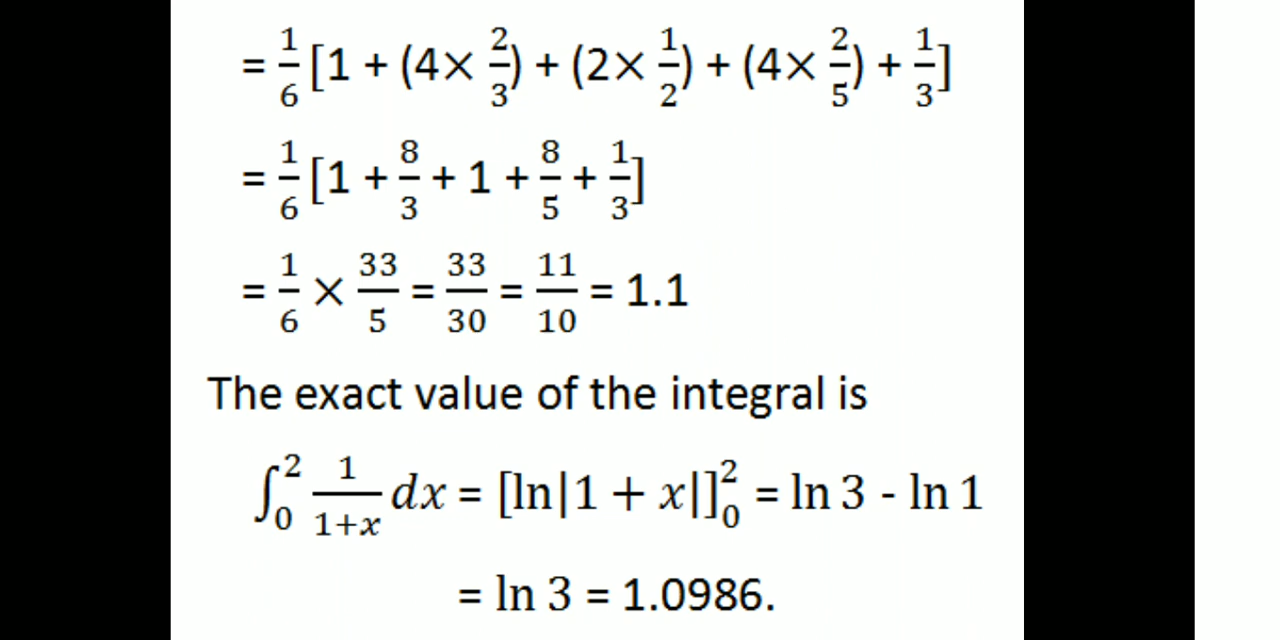 = 1/6 [1 + (4× 2/3) + (2× 1/2) + (4× 2/5) + 1/3]
= 1/6 [1 + 8/3 + 1 + 8/5 + 1/3]
= 1/6 × 33/5 = 33/30 = 11/10 = 1.1
The exact value of the integral is
∫₀² 1/(1+x) dx = [ln|1 + x|]₀² = ln 3 - ln 1
= ln 3 = 1.0986.